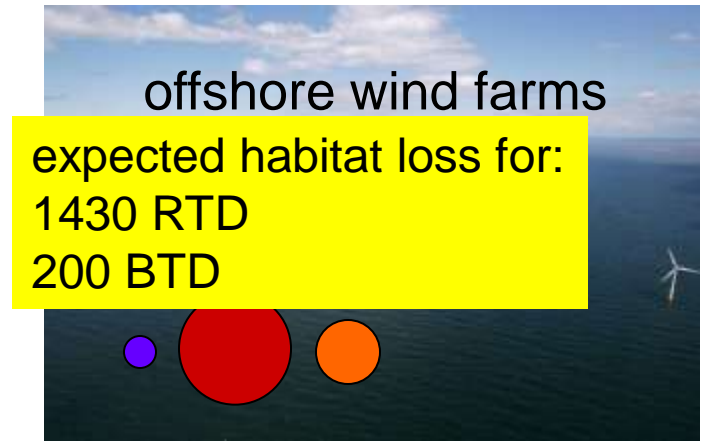 offshore wind farms
expected habitat loss for:
1430 RTD
200 BTD